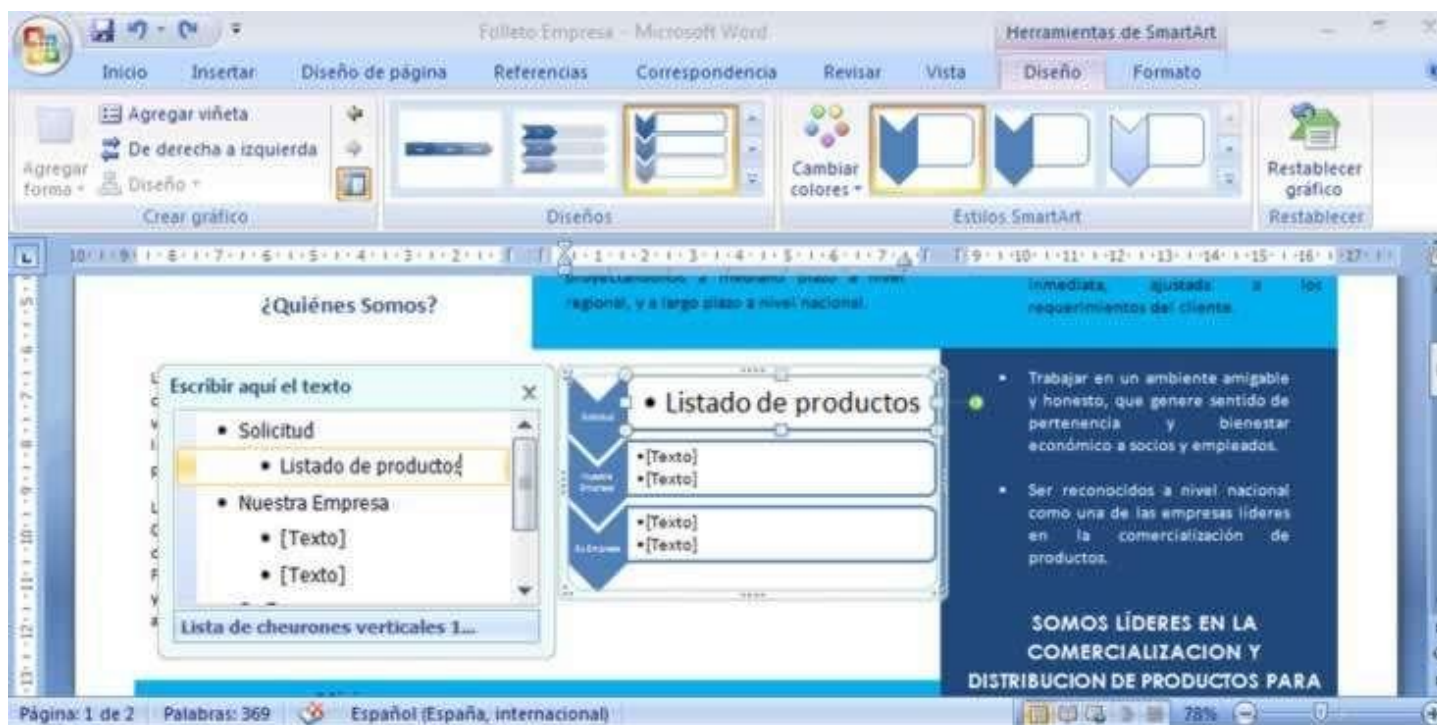 Folleto Empresa - Microsoft Word
Herramientas de SmartArt
Inicio Insertar Diseño de página Referencias Correspondencia Revisar Vista Diseño Formato
Agregar forma
Agregar viñeta
De derecha a izquierda
Diseño
Crear gráfico
Diseños
Cambiar colores
Estilos SmartArt
Restablecer gráfico
Restablecer
¿Quiénes Somos?
regional, y a largo plazo a nivel nacional.
inmediata, ajustada a los
requerimientos del cliente.
Escribir aquí el texto
• Solicitud
• Listado de productos
• Nuestra Empresa
• [Texto]
• [Texto]
Lista de cheurones verticales 1...
Solicitud
• Listado de productos
Nuestra
Empresa
•[Texto]
•[Texto]
•[Texto]
•[Texto]
• Trabajar en un ambiente amigable
y honesto, que genere sentido de
pertenencia y bienestar
económico a socios y empleados.
• Ser reconocidos a nivel nacional
como una de las empresas líderes
en la comercialización de
productos.
SOMOS LÍDERES EN LA
COMERCIALIZACION Y
DISTRIBUCION DE PRODUCTOS PARA
Página: 1 de 2 Palabras: 369 Español (España, internacional) 78%